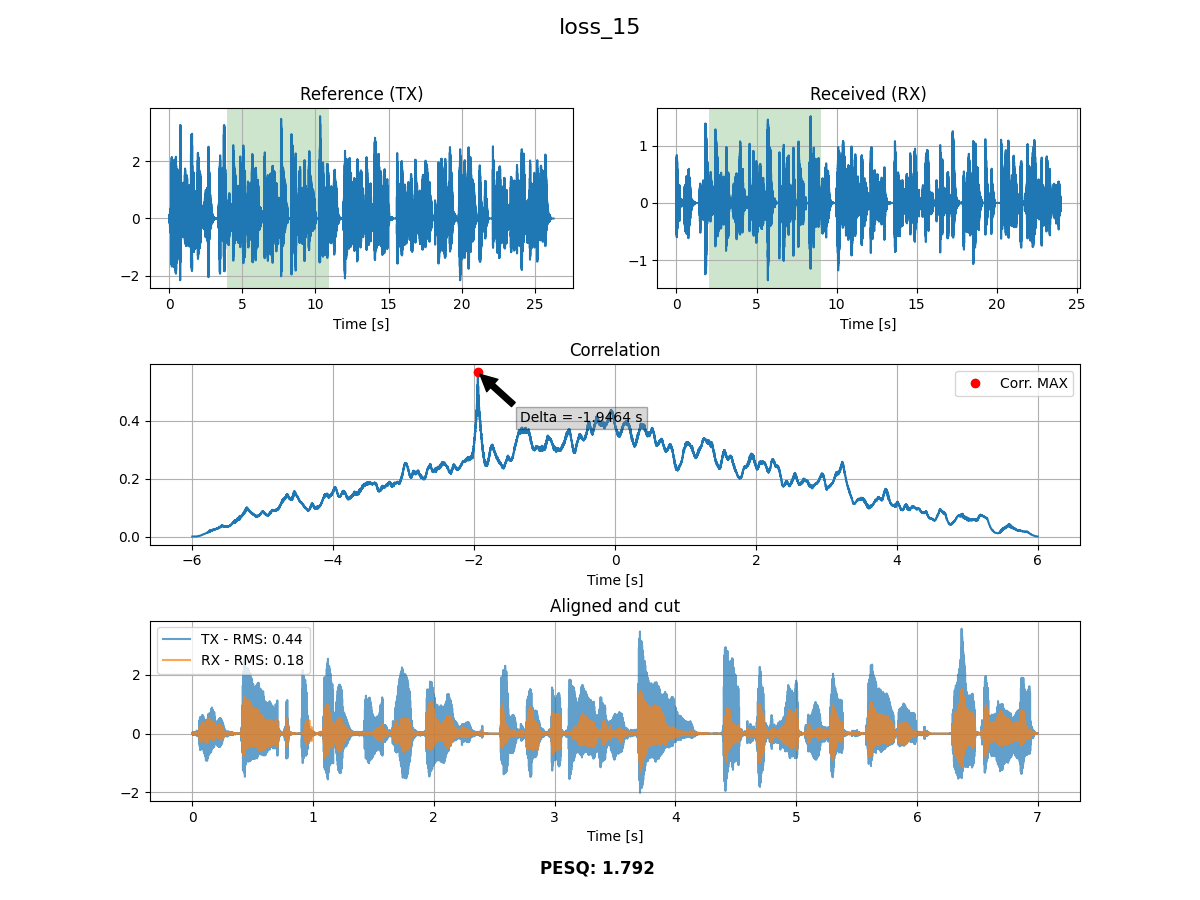 loss_15
Reference (TX)
Received (RX)
2
0
−2
0 5 10 15 20 25
Time [s]
1
0
−1
0 5 10 15 20 25
Time [s]
Correlation
Corr. MAX
Delta = -1.9464 s
0.4
0.2
0.0
−6 −4 −2 0 2 4 6
Time [s]
Aligned and cut
TX - RMS: 0.44
RX - RMS: 0.18
2
0
−2
0 1 2 3 4 5 6 7
Time [s]
PESQ: 1.792